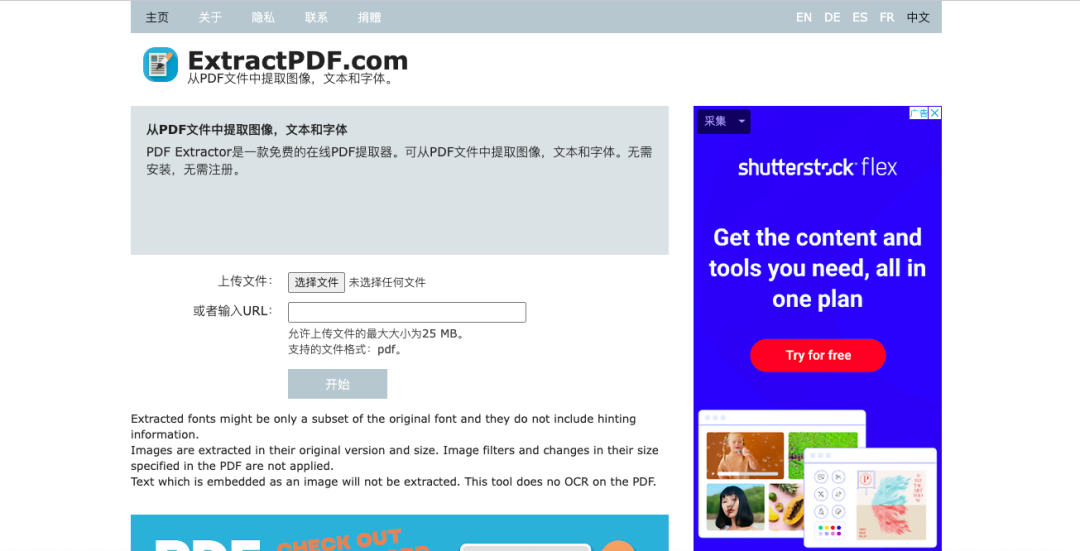 主页 关于 隐私 联系 捐赠 EN DE ES FR 中文
ExtractPDF.com
从PDF文件中提取图像，文本和字体。
从PDF文件中提取图像，文本和字体
PDF Extractor是一款免费的在线PDF提取器。可从PDF文件中提取图像，文本和字体。无需
安装，无需注册。
上传文件： 选择文件 未选择任何文件
或者输入URL：
允许上传文件的最大大小为25 MB。
支持的文件格式：pdf。
开始
Extracted fonts might be only a subset of the original font and they do not include hinting
information.
Images are extracted in their original version and size. Image filters and changes in their size
specified in the PDF are not applied.
Text which is embedded as an image will not be extracted. This tool does no OCR on the PDF.
CHECK OUT
广告
采集
shutterstock flex
Get the content and
tools you need, all in
one plan
Try for free